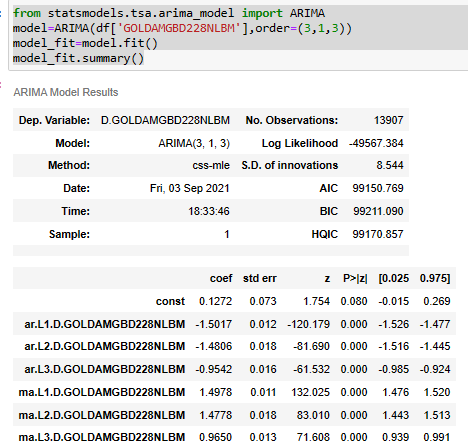 from statsmodels.tsa.arima_model import ARIMA
model=ARIMA(df['GOLDAMGBD228NLBM'],order=(3,1,3))
model_fit=model.fit()
model_fit.summary()
ARIMA Model Results
Dep. Variable: D.GOLDAMGBD228NLBM No. Observations: 13907
Model: ARIMA(3, 1, 3) Log Likelihood -49567.384
Method: css-mle S.D. of innovations 8.544
Date: Fri, 03 Sep 2021 AIC 99150.769
Time: 18:33:46 BIC 99211.090
Sample: 1 HQIC 99170.857
coef std err z P>|z| [0.025 0.975]
const 0.1272 0.073 1.754 0.080 -0.015 0.269
ar.L1.D.GOLDAMGBD228NLBM -1.5017 0.012 -120.179 0.000 -1.526 -1.477
ar.L2.D.GOLDAMGBD228NLBM -1.4806 0.018 -81.690 0.000 -1.516 -1.445
ar.L3.D.GOLDAMGBD228NLBM -0.9542 0.016 -61.532 0.000 -0.985 -0.924
ma.L1.D.GOLDAMGBD228NLBM 1.4978 0.011 132.025 0.000 1.476 1.520
ma.L2.D.GOLDAMGBD228NLBM 1.4778 0.018 83.010 0.000 1.443 1.513
ma.L3.D.GOLDAMGBD228NLBM 0.9650 0.013 71.608 0.000 0.939 0.991